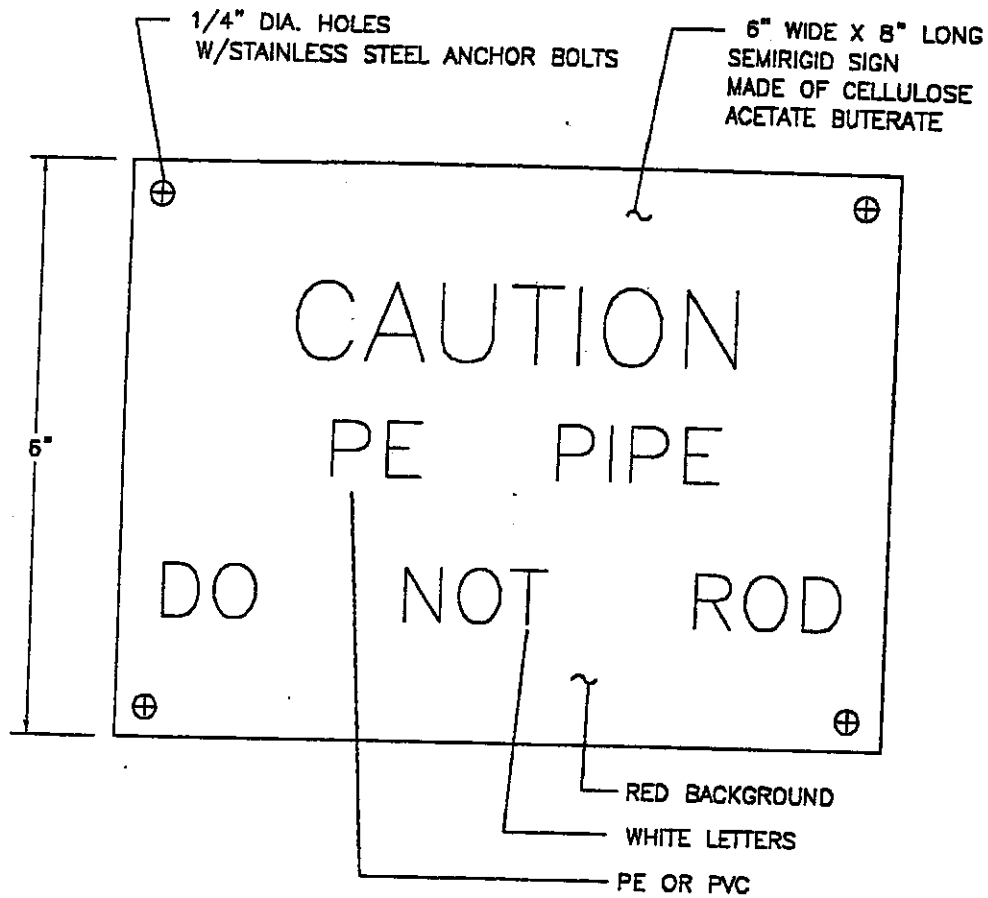 1/4" DIA. HOLES
W/STAINLESS STEEL ANCHOR BOLTS
6" WIDE X 8" LONG
SEMIRIGID SIGN
MADE OF CELLULOSE
ACETATE BUTERATE
6"
CAUTION
PE PIPE
DO NOT ROD
RED BACKGROUND
WHITE LETTERS
PE OR PVC